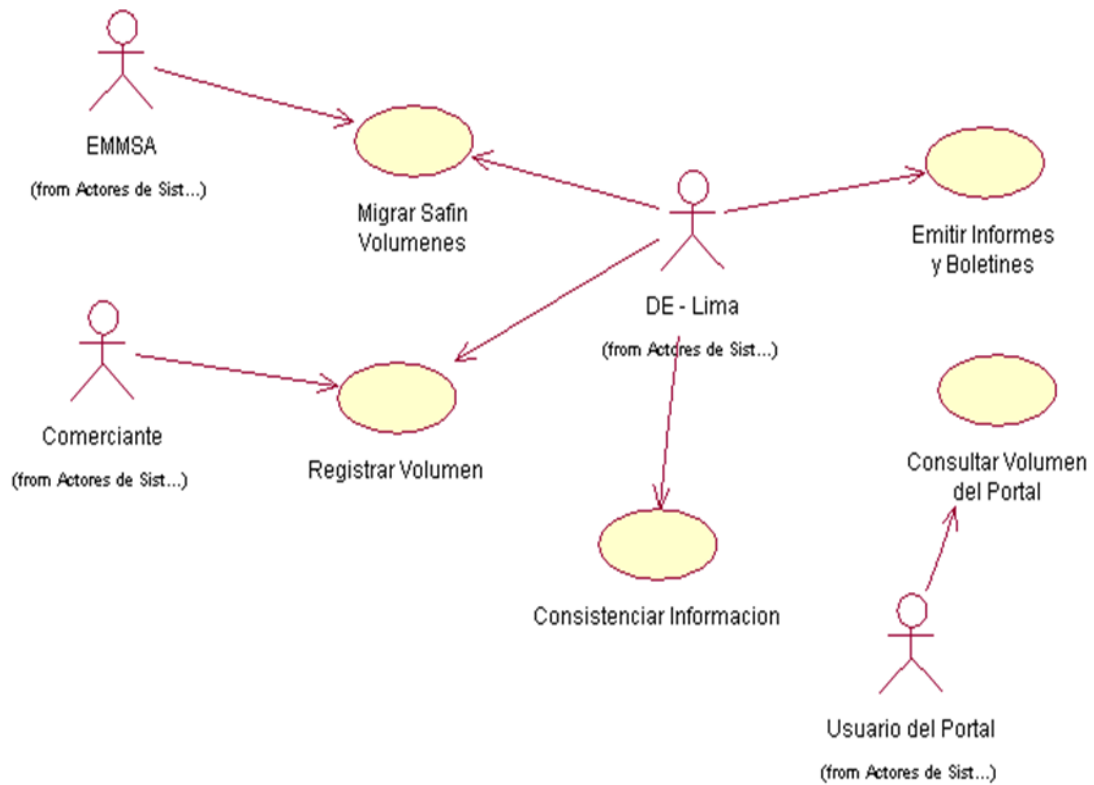 EMMSA
(from Actores de Sist...)
Migrar Safin
Volumenes
Emitir Informes
y Boletines
DE - Lima
(from Actores de Sist...)
Comerciante
(from Actores de Sist...)
Registrar Volumen
Consultar Volumen
del Portal
Consistenciar Informacion
Usuario del Portal
(from Actores de Sist...)